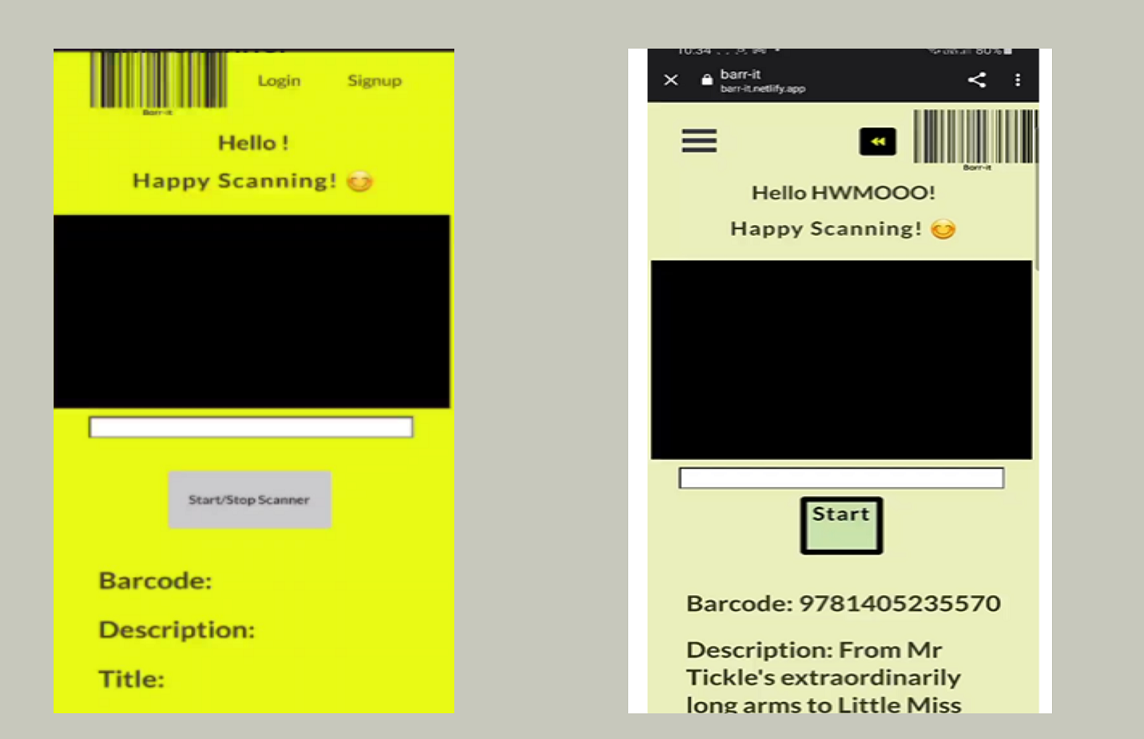 Login Signup
Barr-it
Hello !
Happy Scanning! 😊
Start/Stop Scanner
Barcode:
Description:
Title:
10:34 80%
barr-it
barr-it.netlify.app
Barr-it
Hello HWMOOO!
Happy Scanning! 😊
Start
Barcode: 9781405235570
Description: From Mr
Tickle's extraordinarily
long arms to Little Miss